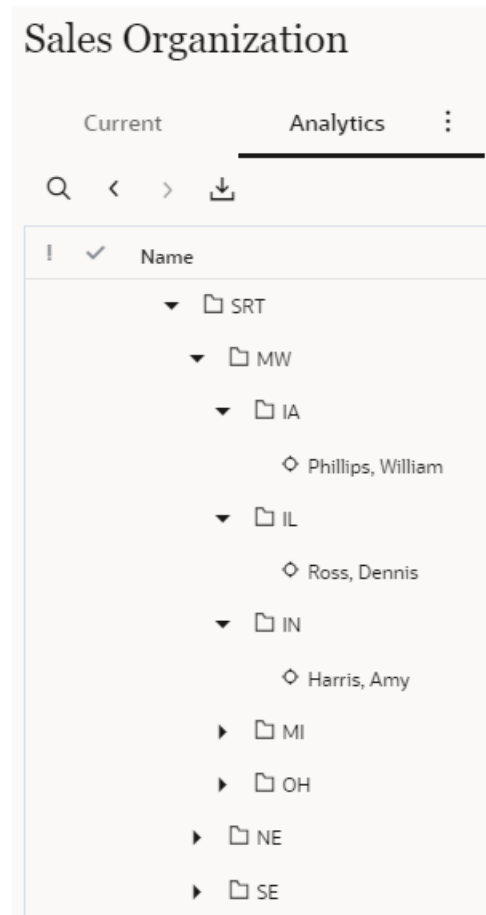 Sales Organization
Current Analytics
! Name
SRT
MW
IA
Phillips, William
IL
Ross, Dennis
IN
Harris, Amy
MI
OH
NE
SE